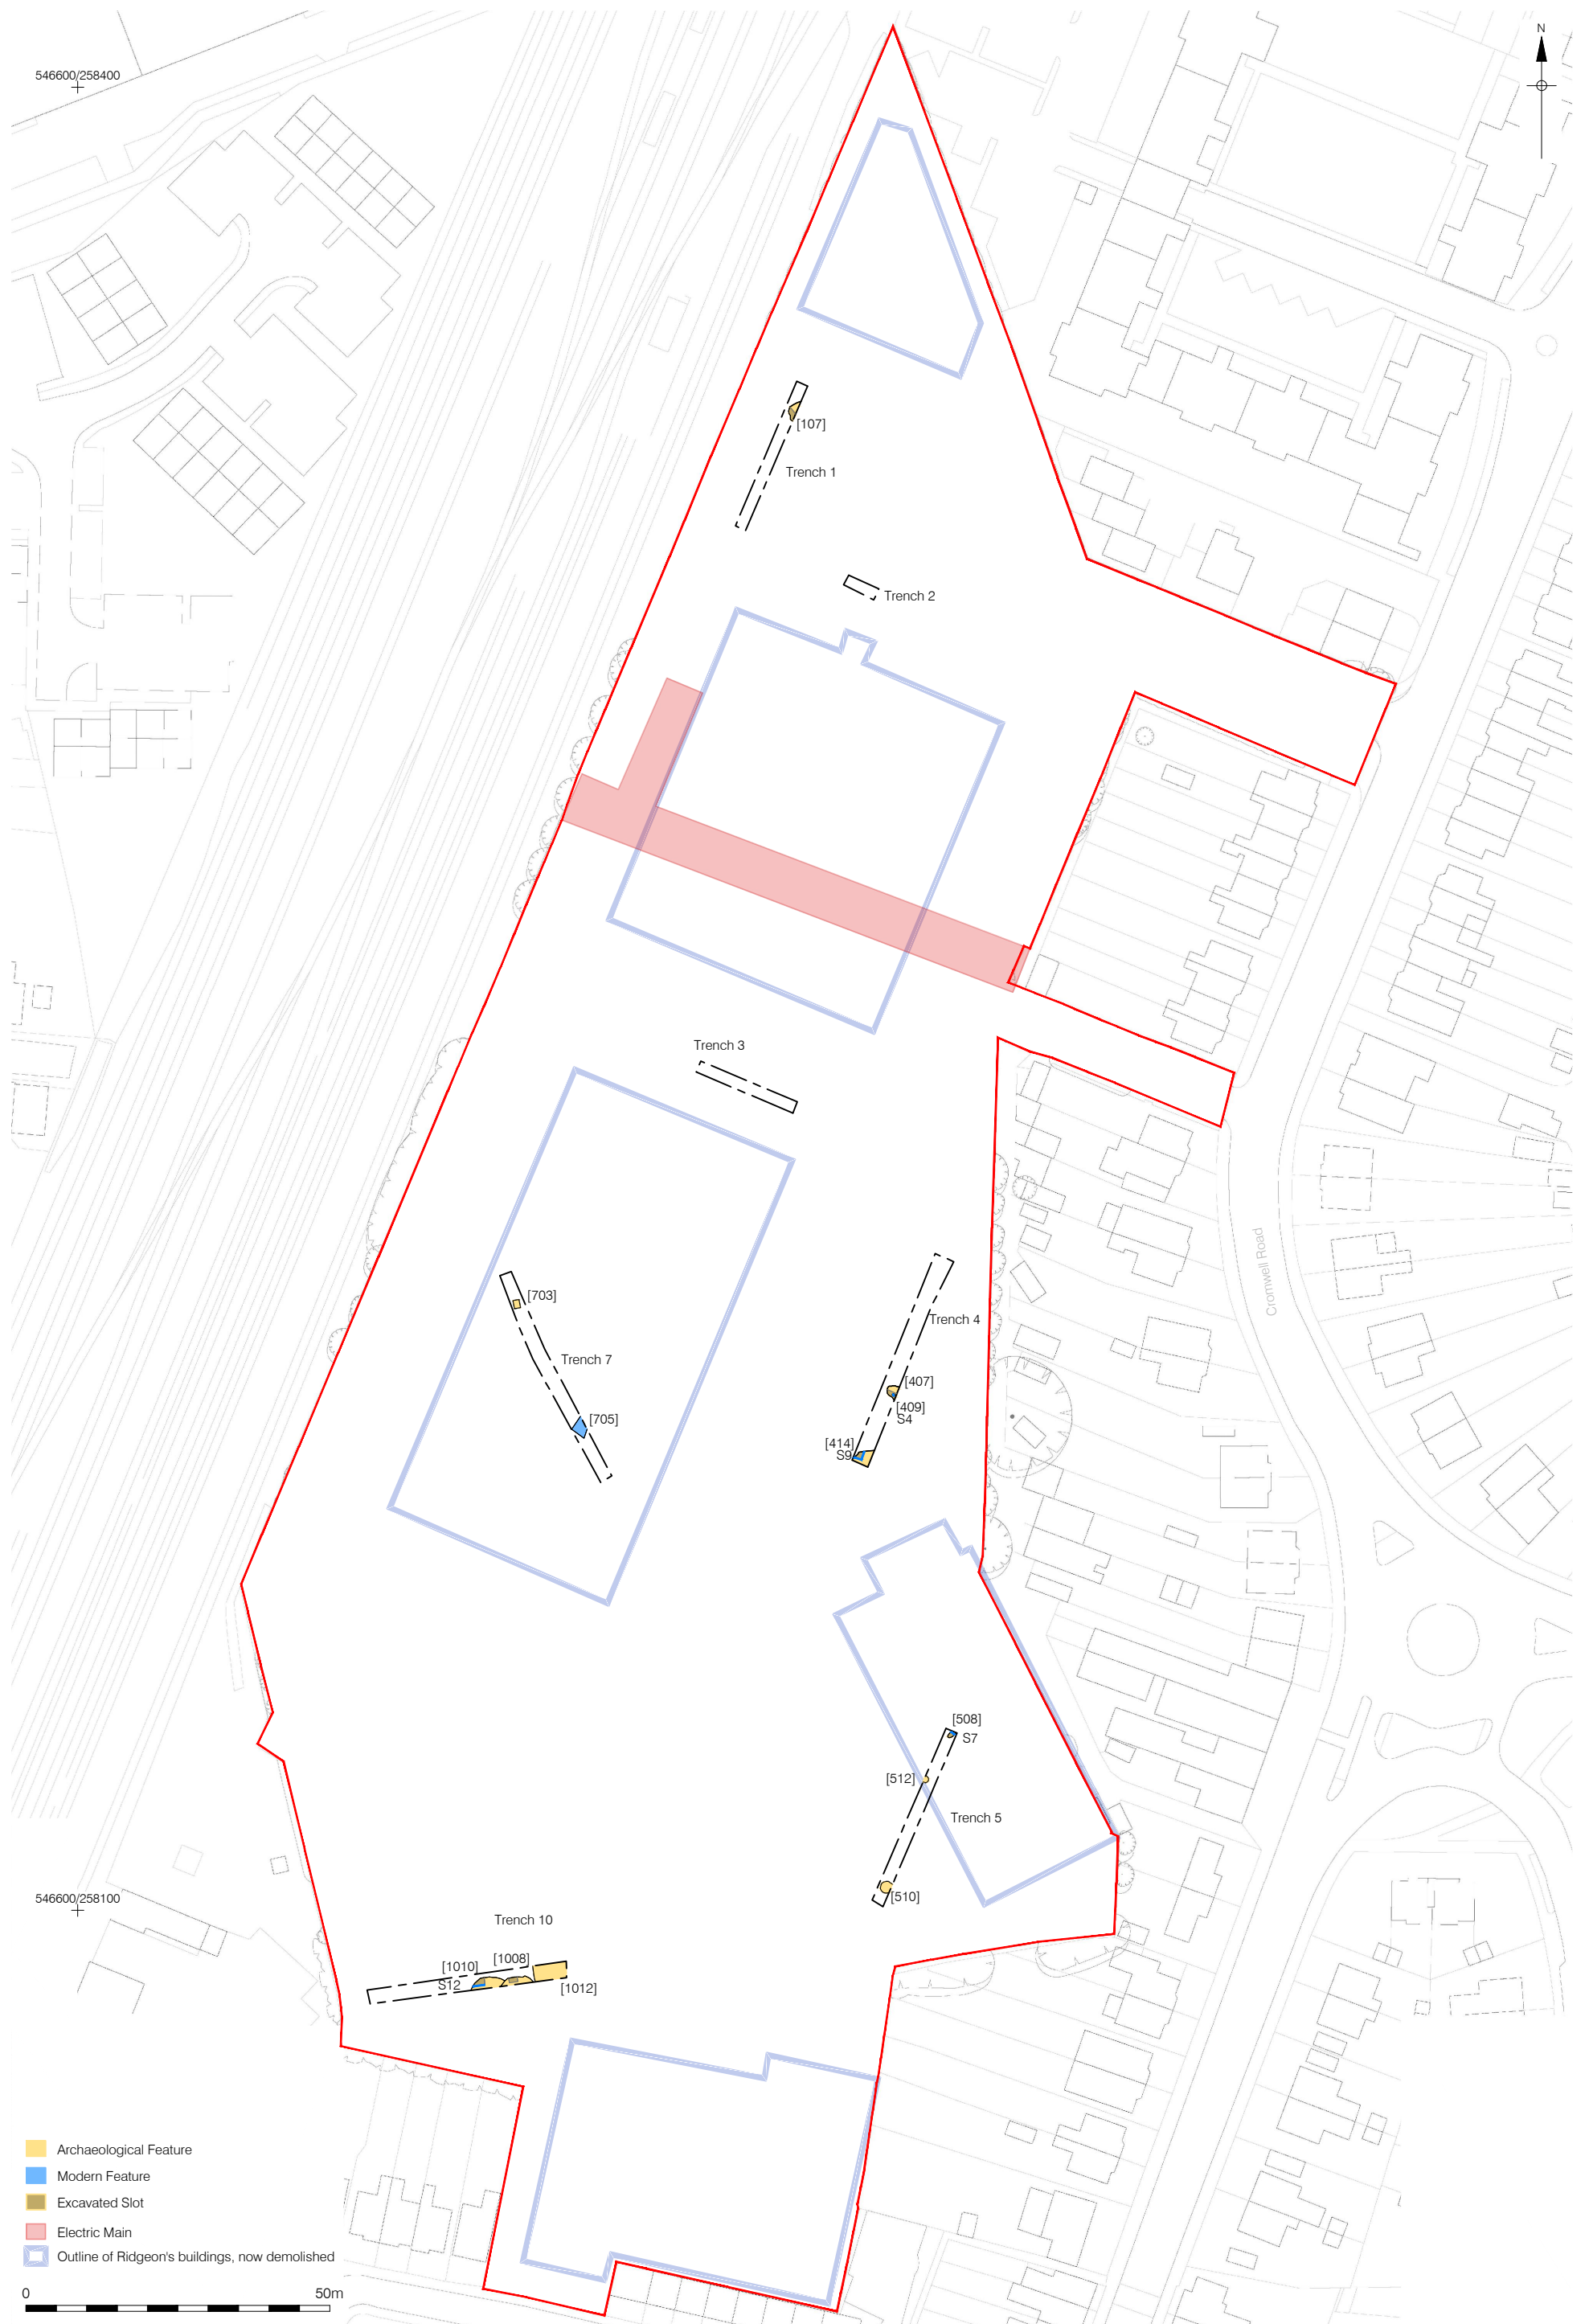 N
546600/258400
[107]
Trench 1
Trench 2
Trench 3
Cromwell Road
[703]
Trench 4
Trench 7
[407]
[409]
S4
[705]
[414]
S9
[508]
S7
[512]
Trench 5
[510]
546600/258100
Trench 10
[1008]
[1010]
S12
[1012]
Archaeological Feature
Modern Feature
Excavated Slot
Electric Main
Outline of Ridgeon's buildings, now demolished
0 50m